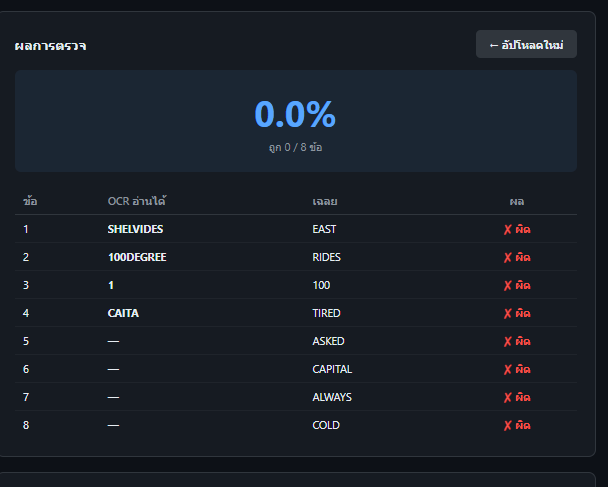 ผลการตรวจ
← อัปโหลดใหม่
0.0%
ถูก 0 / 8 ข้อ
ข้อ OCR อ่านได้ เฉลย ผล
1 SHELVIDES EAST ✗ ผิด
2 100DEGREE RIDES ✗ ผิด
3 1 100 ✗ ผิด
4 CAITA TIRED ✗ ผิด
5 — ASKED ✗ ผิด
6 — CAPITAL ✗ ผิด
7 — ALWAYS ✗ ผิด
8 — COLD ✗ ผิด